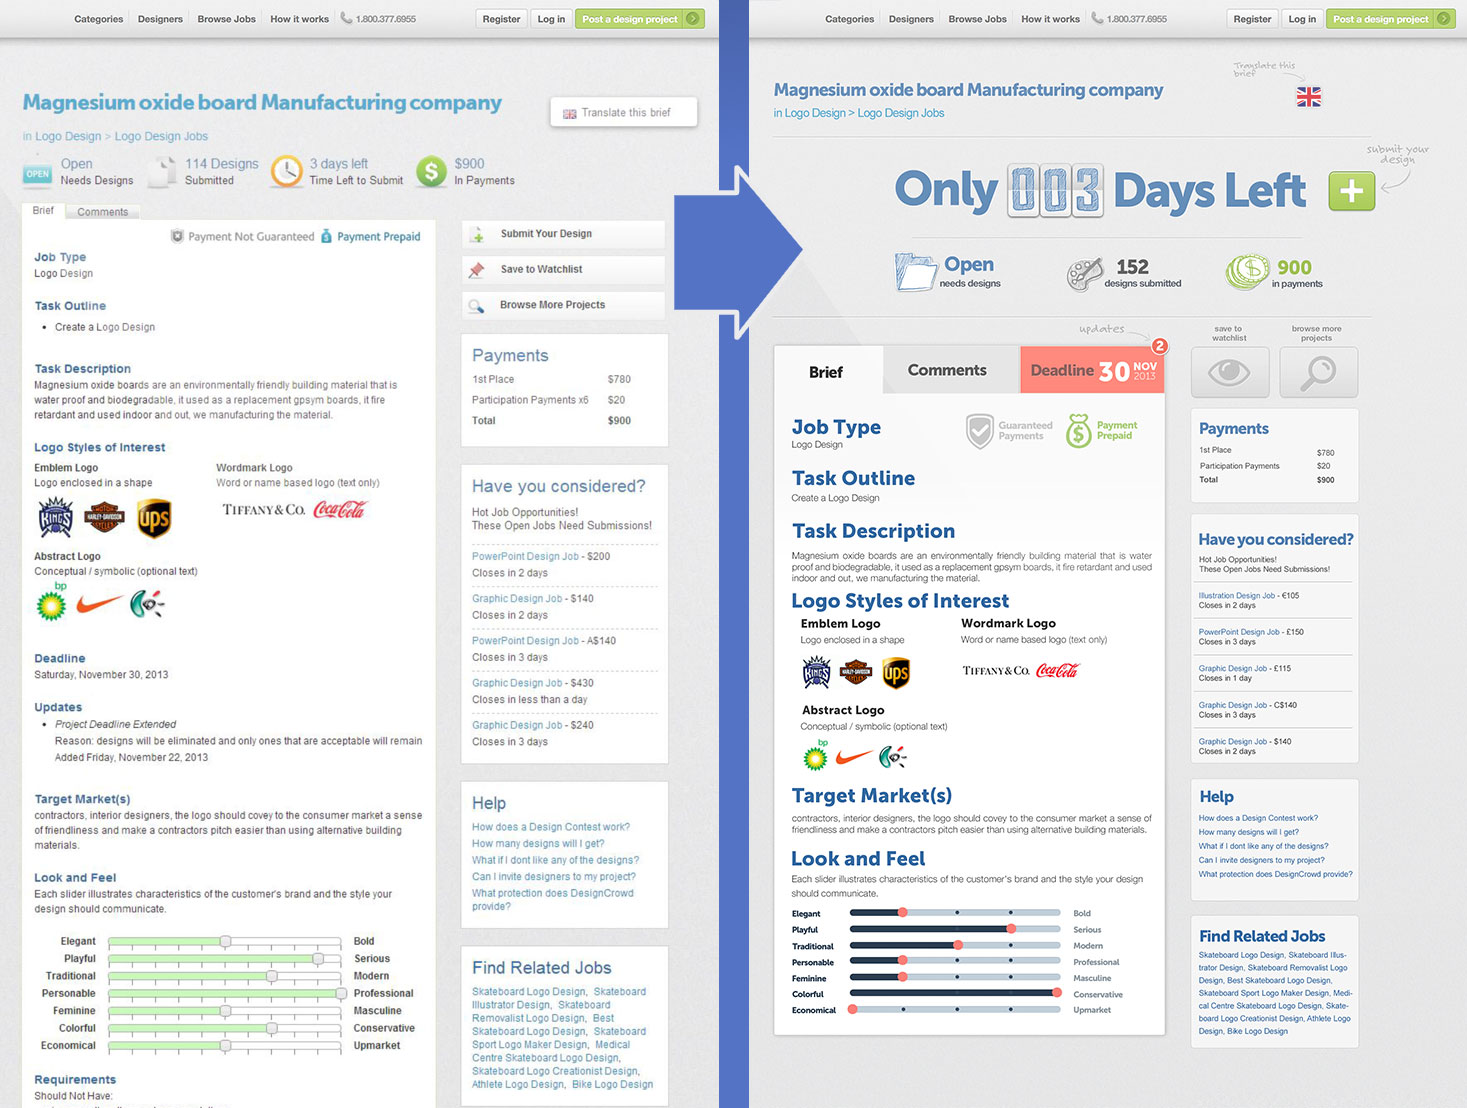 Categories Designers Browse Jobs How it works 1.800.377.6955 Register Log in Post a design project
Magnesium oxide board Manufacturing company
Translate this brief
in Logo Design > Logo Design Jobs
OPEN
Open
Needs Designs
114 Designs
Submitted
3 days left
Time Left to Submit
$
$900
In Payments
Brief Comments
Payment Not Guaranteed Payment Prepaid
Job Type
Logo Design
Task Outline
• Create a Logo Design
Task Description
Magnesium oxide boards are an environmentally friendly building material that is
water proof and biodegradable, it used as a replacement gpsym boards, it fire
retardant and used indoor and out, we manufacturing the material.
Logo Styles of Interest
Emblem Logo
Logo enclosed in a shape
Wordmark Logo
Word or name based logo (text only)
KINGS
HARLEY-DAVIDSON
ups
TIFFANY & CO.
Coca-Cola
Abstract Logo
Conceptual / symbolic (optional text)
bp
Deadline
Saturday, November 30, 2013
Updates
• Project Deadline Extended
Reason: designs will be eliminated and only ones that are acceptable will remain
Added Friday, November 22, 2013
Target Market(s)
contractors, interior designers, the logo should covey to the consumer market a sense
of friendliness and make a contractors pitch easier than using alternative building
materials.
Look and Feel
Each slider illustrates characteristics of the customer's brand and the style your
design should communicate.
Elegant Bold
Playful Serious
Traditional Modern
Personable Professional
Feminine Masculine
Colorful Conservative
Economical Upmarket
Requirements
Should Not Have:
Submit Your Design
Save to Watchlist
Browse More Projects
Payments
1st Place $780
Participation Payments x6 $20
Total $900
Have you considered?
Hot Job Opportunities!
These Open Jobs Need Submissions!
PowerPoint Design Job - $200
Closes in 2 days
Graphic Design Job - $140
Closes in 2 days
PowerPoint Design Job - A$140
Closes in 3 days
Graphic Design Job - $430
Closes in less than a day
Graphic Design Job - $240
Closes in 3 days
Help
How does a Design Contest work?
How many designs will I get?
What if I dont like any of the designs?
Can I invite designers to my project?
What protection does DesignCrowd
provide?
Find Related Jobs
Skateboard Logo Design, Skateboard
Illustrator Design, Skateboard
Removalist Logo Design, Best
Skateboard Logo Design, Skateboard
Sport Logo Maker Design, Medical
Centre Skateboard Logo Design,
Skateboard Logo Creationist Design,
Athlete Logo Design, Bike Logo Design
Categories Designers Browse Jobs How it works 1.800.377.6955 Register Log in Post a design project
Translate this
brief
Magnesium oxide board Manufacturing company
in Logo Design > Logo Design Jobs
submit your
design
Only 003 Days Left +
Open
needs designs
152
designs submitted
$
900
in payments
updates
2
save to
watchlist
browse more
projects
Brief Comments Deadline 30 NOV
2013
Job Type
Logo Design
Guaranteed
Payments
$
Payment
Prepaid
Task Outline
Create a Logo Design
Task Description
Magnesium oxide boards are an environmentally friendly building material that is water
proof and biodegradable, it used as a replacement gpsym boards, it fire retardant and used
indoor and out, we manufacturing the material.
Logo Styles of Interest
Emblem Logo
Logo enclosed in a shape
Wordmark Logo
Word or name based logo (text only)
KINGS
HARLEY-DAVIDSON
ups
TIFFANY & CO.
Coca-Cola
Abstract Logo
Conceptual / symbolic (optional text)
bp
Target Market(s)
contractors, interior designers, the logo should covey to the consumer market a sense of
friendliness and make a contractors pitch easier than using alternative building materials.
Look and Feel
Each slider illustrates characteristics of the customer's brand and the style your design
should communicate.
Elegant Bold
Playful Serious
Traditional Modern
Personable Professional
Feminine Masculine
Colorful Conservative
Economical Upmarket
Payments
1st Place $780
Participation Payments $20
Total $900
Have you considered?
Hot Job Opportunities!
These Open Jobs Need Submissions!
Illustration Design Job - €105
Closes in 2 days
PowerPoint Design Job - £150
Closes in 3 days
Graphic Design Job - £115
Closes in 1 day
Graphic Design Job - C$140
Closes in 3 days
Graphic Design Job - $140
Closes in 2 days
Help
How does a Design Contest work?
How many designs will I get?
What if I dont like any of the designs?
Can I invite designers to my project?
What protection does DesignCrowd provide?
Find Related Jobs
Skateboard Logo Design, Skateboard Illus-
trator Design, Skateboard Removalist Logo
Design, Best Skateboard Logo Design,
Skateboard Sport Logo Maker Design, Medi-
cal Centre Skateboard Logo Design, Skate-
board Logo Creationist Design, Athlete Logo
Design, Bike Logo Design